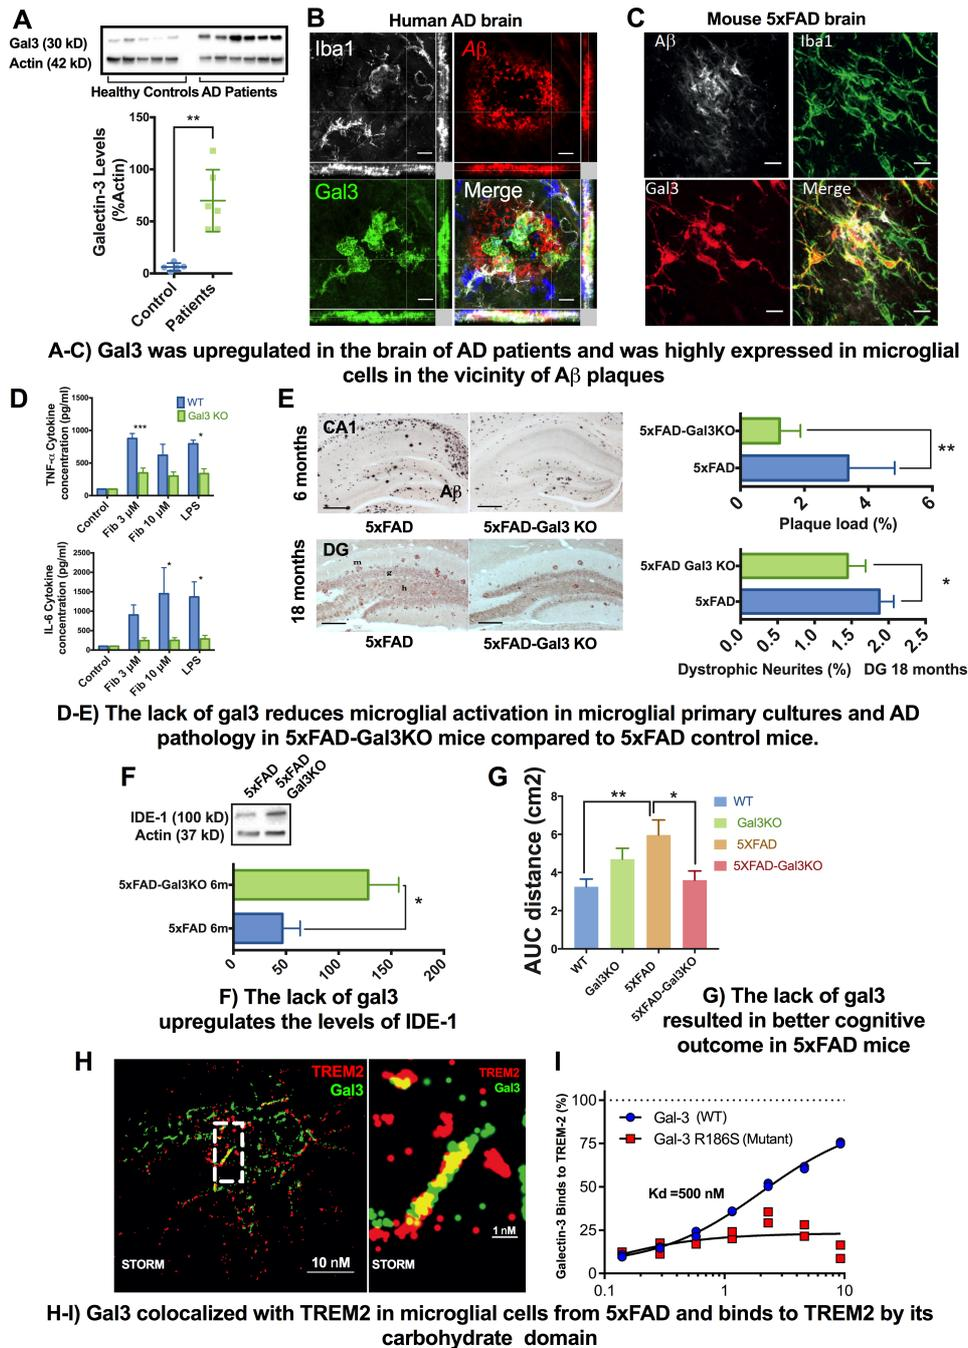 A
Gal3 (30 kD)
Actin (42 kD)
Healthy Controls AD Patients
Galectin-3 Levels
(%Actin)
150
100
50
0
**
Control
Patients
B
Human AD brain
Iba1
Aβ
Gal3
Merge
C
Mouse 5xFAD brain
Aβ
Iba1
Gal3
Merge
A-C) Gal3 was upregulated in the brain of AD patients and was highly expressed in microglial
cells in the vicinity of Aβ plaques
D
TNF-α Cytokine
concentration (pg/ml)
1500
1000
500
0
WT
Gal3 KO
***
*
Control
Fib 3 µM
Fib 10 µM
LPS
IL-6 Cytokine
concentration (pg/ml)
2500
2000
1500
1000
500
0
*
*
Control
Fib 3 µM
Fib 10 µM
LPS
E
6 months
CA1
Aβ
5xFAD
5xFAD-Gal3 KO
18 months
DG
m
g
h
5xFAD
5xFAD-Gal3 KO
5xFAD-Gal3KO
5xFAD
**
0 2 4 6
Plaque load (%)
5xFAD Gal3 KO
5xFAD
*
0.0 0.5 1.0 1.5 2.0 2.5
Dystrophic Neurites (%) DG 18 months
D-E) The lack of gal3 reduces microglial activation in microglial primary cultures and AD
pathology in 5xFAD-Gal3KO mice compared to 5xFAD control mice.
F
5xFAD
5xFAD
Gal3KO
IDE-1 (100 kD)
Actin (37 kD)
5xFAD-Gal3KO 6m
5xFAD 6m
*
0 50 100 150 200
F) The lack of gal3
upregulates the levels of IDE-1
G
AUC distance (cm2)
8
6
4
2
0
** *
WT
Gal3KO
5XFAD
5XFAD-Gal3KO
WT
Gal3KO
5XFAD
5XFAD-Gal3KO
G) The lack of gal3
resulted in better cognitive
outcome in 5xFAD mice
H
TREM2
Gal3
STORM
10 nM
TREM2
Gal3
STORM
1 nM
I
Galectin-3 Binds to TREM-2 (%)
100
75
50
25
0
Gal-3 (WT)
Gal-3 R186S (Mutant)
Kd =500 nM
0.1 1 10
H-I) Gal3 colocalized with TREM2 in microglial cells from 5xFAD and binds to TREM2 by its
carbohydrate domain